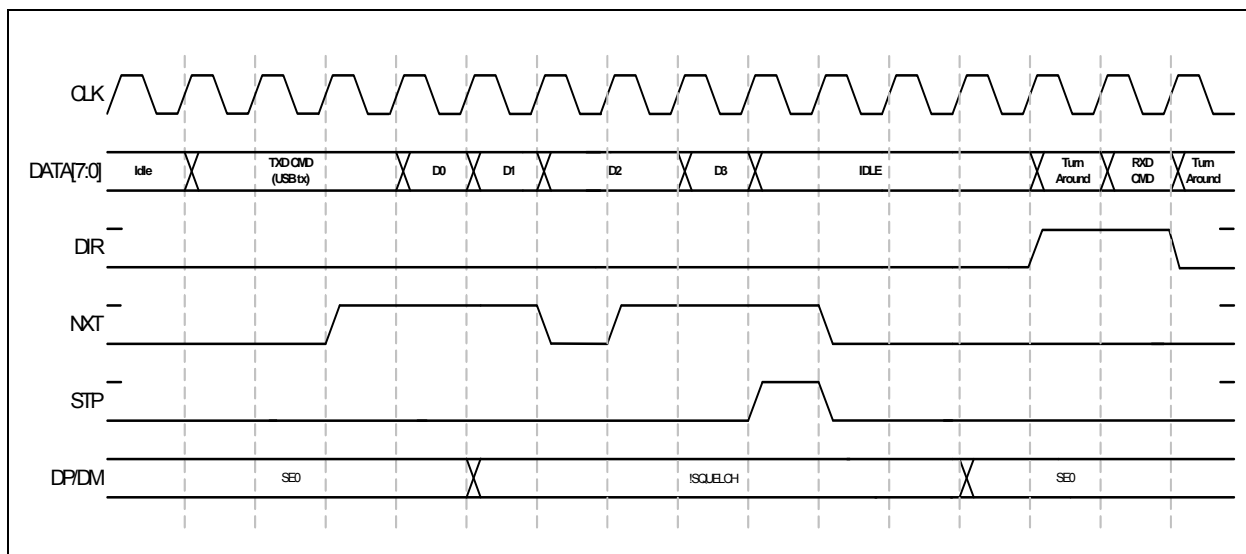 CLK
DATA[7:0]
Idle
TXD CMD
(USB tx)
D0
D1
D2
D3
IDLE
Turn
Around
RXD
CMD
Turn
Around
DIR
NXT
STP
DP/DM
SE0
!SQUELCH
SE0